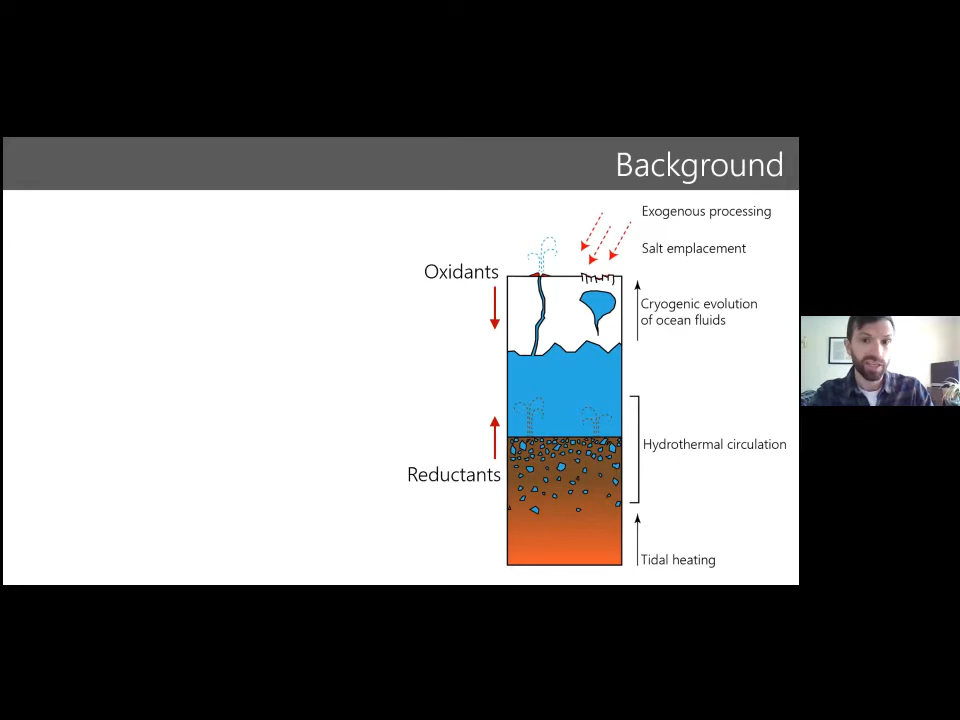 Background
Exogenous processing
Salt emplacement
Oxidants
Cryogenic evolution
of ocean fluids
Hydrothermal circulation
Reductants
Tidal heating